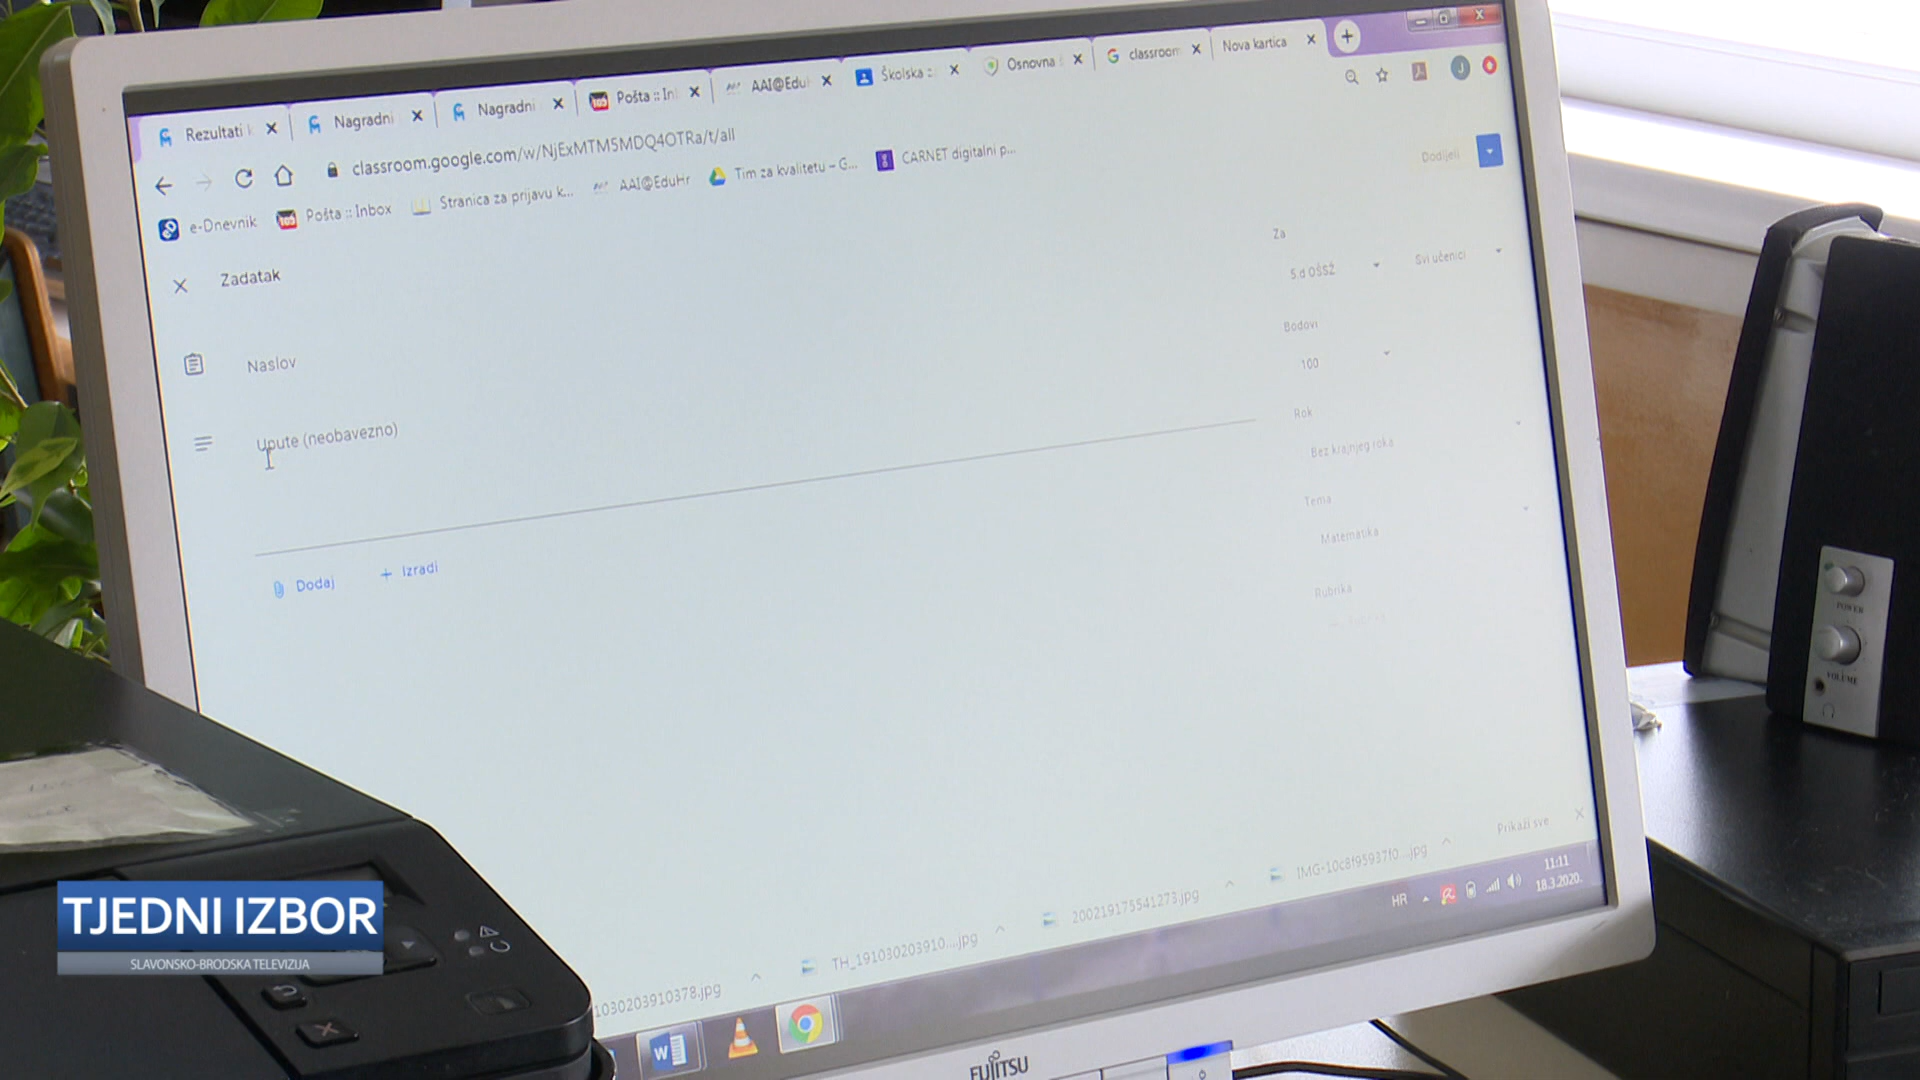 Rezultati
Nagradni
Nagradni
Pošta :: In
AAI@Edu
Školska z
Osnovna
classroom
Nova kartica
classroom.google.com/w/NjExMTM5MDQ4OTRa/t/all
e-Dnevnik
Pošta :: Inbox
Stranica za prijavu k...
AAI@EduHr
Tim za kvalitetu – G...
CARNET digitalni p...
Dodijeli
Zadatak
Za
5.d OŠSŽ
Svi učenici
Naslov
Bodovi
100
Upute (neobavezno)
Rok
Bez krajnjeg roka
Tema
Matematika
Dodaj
Izradi
Rubrika
1030203910378.jpg
TH_191030203910....jpg
200219175541273.jpg
IMG-10c8f95937f0....jpg
Prikaži sve
HR
11:11
18.3.2020.
FUJITSU
POWER
VOLUME
TJEDNI IZBOR
SLAVONSKO-BRODSKA TELEVIZIJA